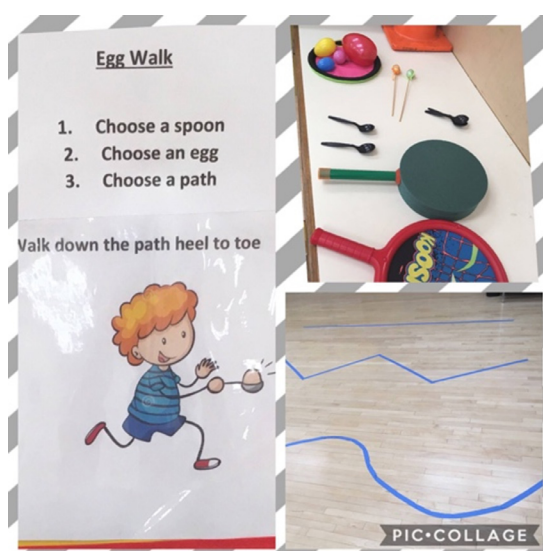 Egg Walk
1. Choose a spoon
2. Choose an egg
3. Choose a path
Walk down the path heel to toe
KOOSH
PIC•COLLAGE